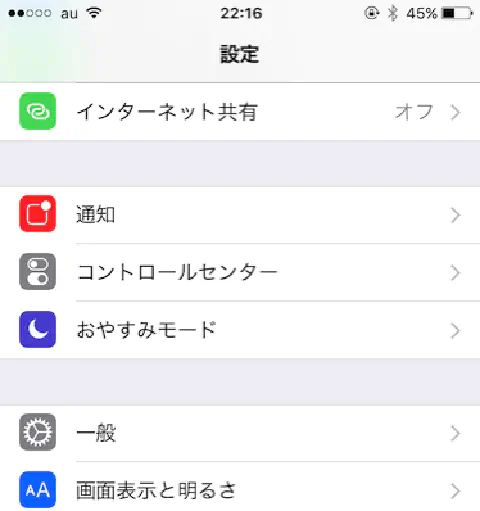 au 22:16 45%
設定
インターネット共有 オフ
通知
コントロールセンター
おやすみモード
一般
AA 画面表示と明るさ